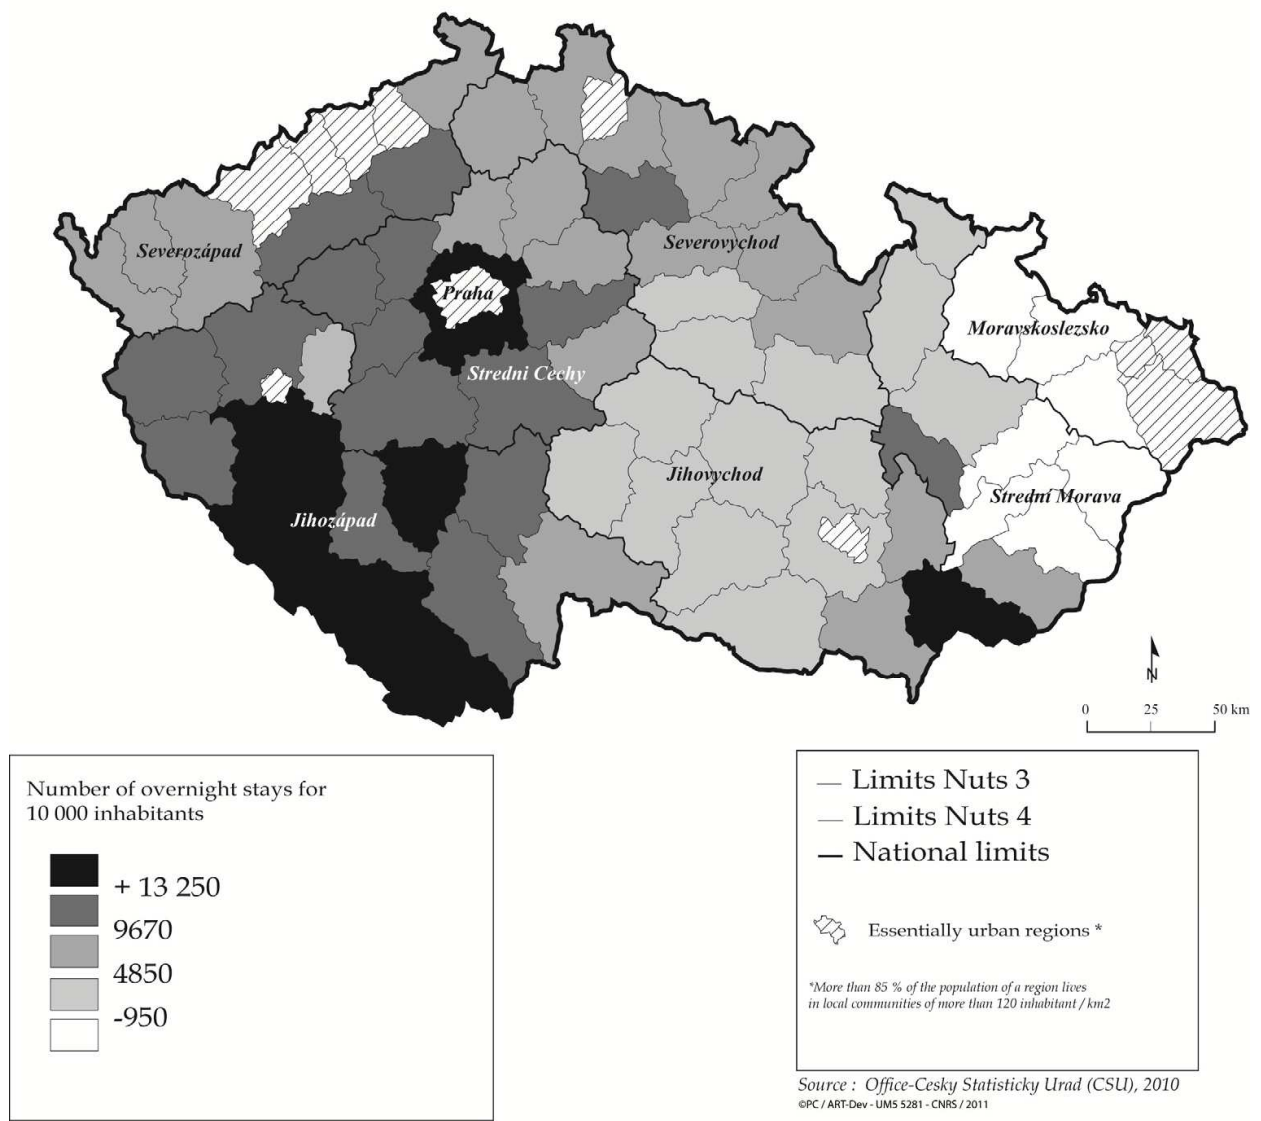 Severozápad
Severovychod
Praha
Moravskoslezsko
Stredni Cechy
Jihovychod
Strední Morava
Jihozápad
N
0 25 50 km
Number of overnight stays for
10 000 inhabitants
+ 13 250
9670
4850
-950
Limits Nuts 3
Limits Nuts 4
National limits
Essentially urban regions *
*More than 85 % of the population of a region lives
in local communities of more than 120 inhabitant / km2
Source : Office-Cesky Statisticky Urad (CSU), 2010
©PC / ART-Dev - UM5 5281 - CNRS / 2011